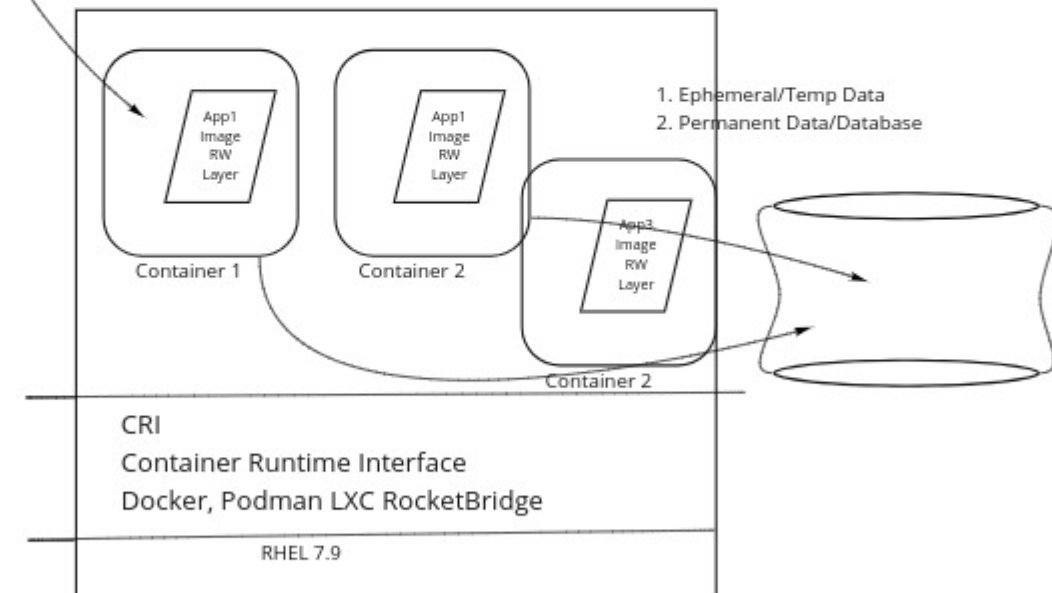 1. Ephemeral/Temp Data
2. Permanent Data/Database
App1
Image
RW
Layer
Container 1
App1
Image
RW
Layer
Container 2
App3
Image
RW
Layer
Container 2
CRI
Container Runtime Interface
Docker, Podman LXC RocketBridge
RHEL 7.9